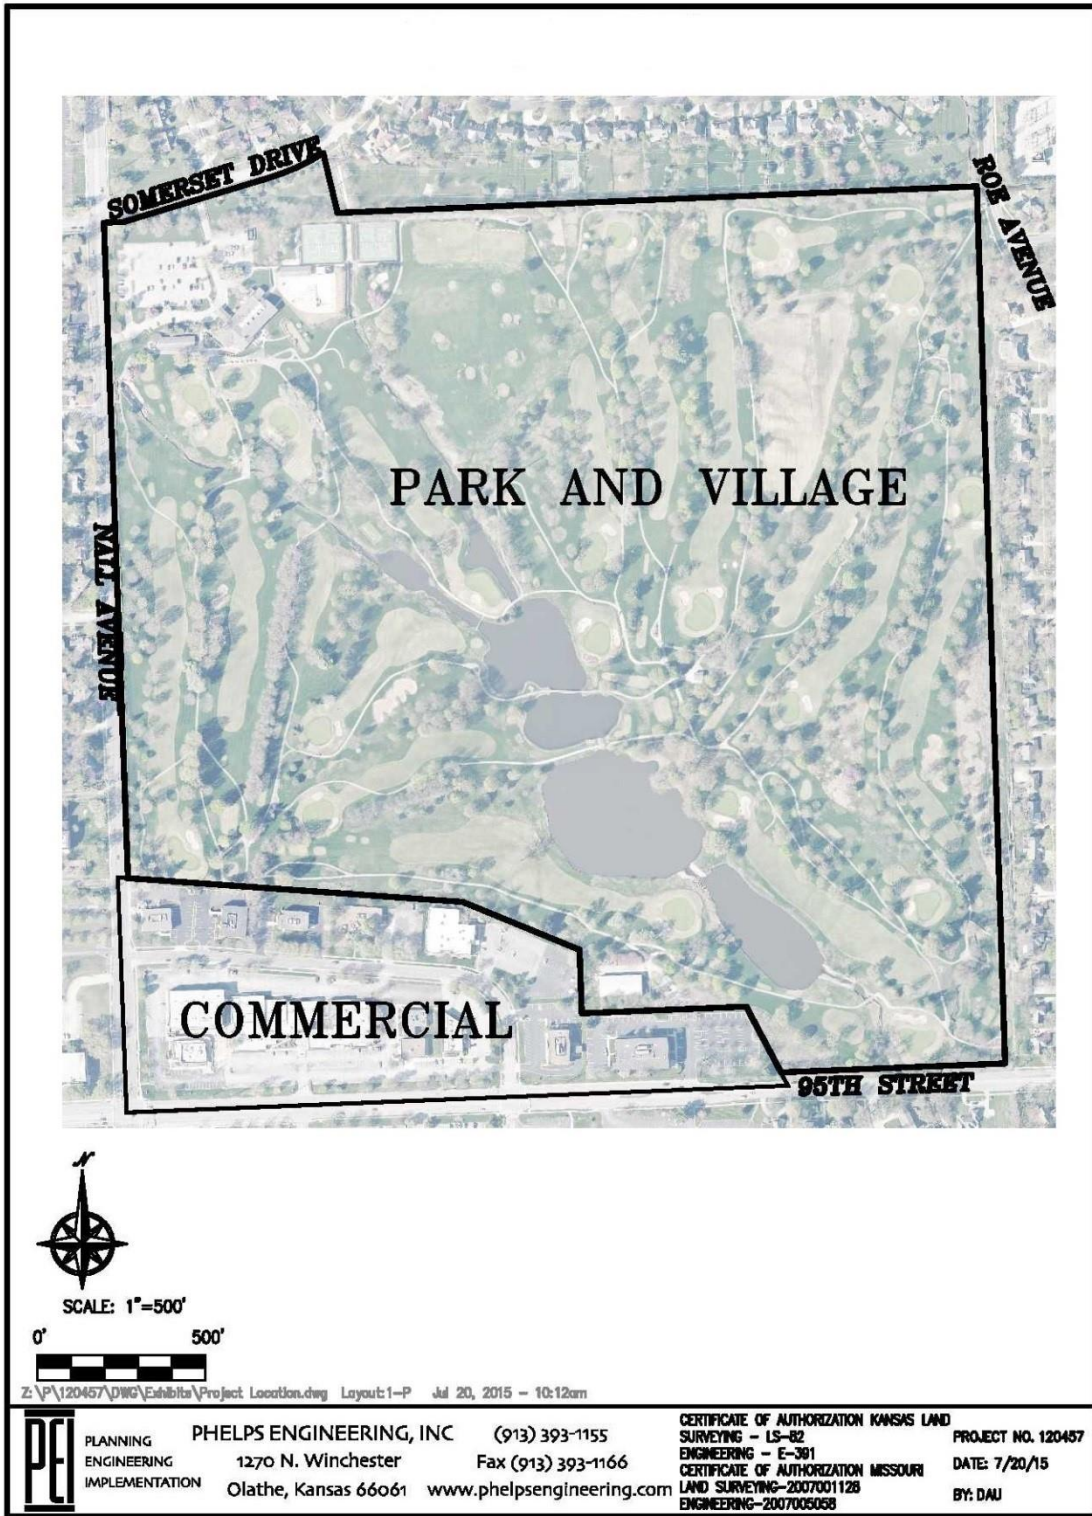 SOMERSET DRIVE
ROE AVENUE
PARK AND VILLAGE
NALL AVENUE
COMMERCIAL
95TH STREET
N
SCALE: 1"=500'
0' 500'
Z:\P\120457\DWG\Exhibits\Project Location.dwg Layout:1-P Jul 20, 2015 - 10:12am
PEI
PLANNING
ENGINEERING
IMPLEMENTATION
PHELPS ENGINEERING, INC
1270 N. Winchester
Olathe, Kansas 66061
(913) 393-1155
Fax (913) 393-1166
www.phelpsengineering.com
CERTIFICATE OF AUTHORIZATION KANSAS LAND
SURVEYING - LS-82
ENGINEERING - E-391
CERTIFICATE OF AUTHORIZATION MISSOURI
LAND SURVEYING-2007001128
ENGINEERING-2007005058
PROJECT NO. 120457
DATE: 7/20/15
BY: DAU